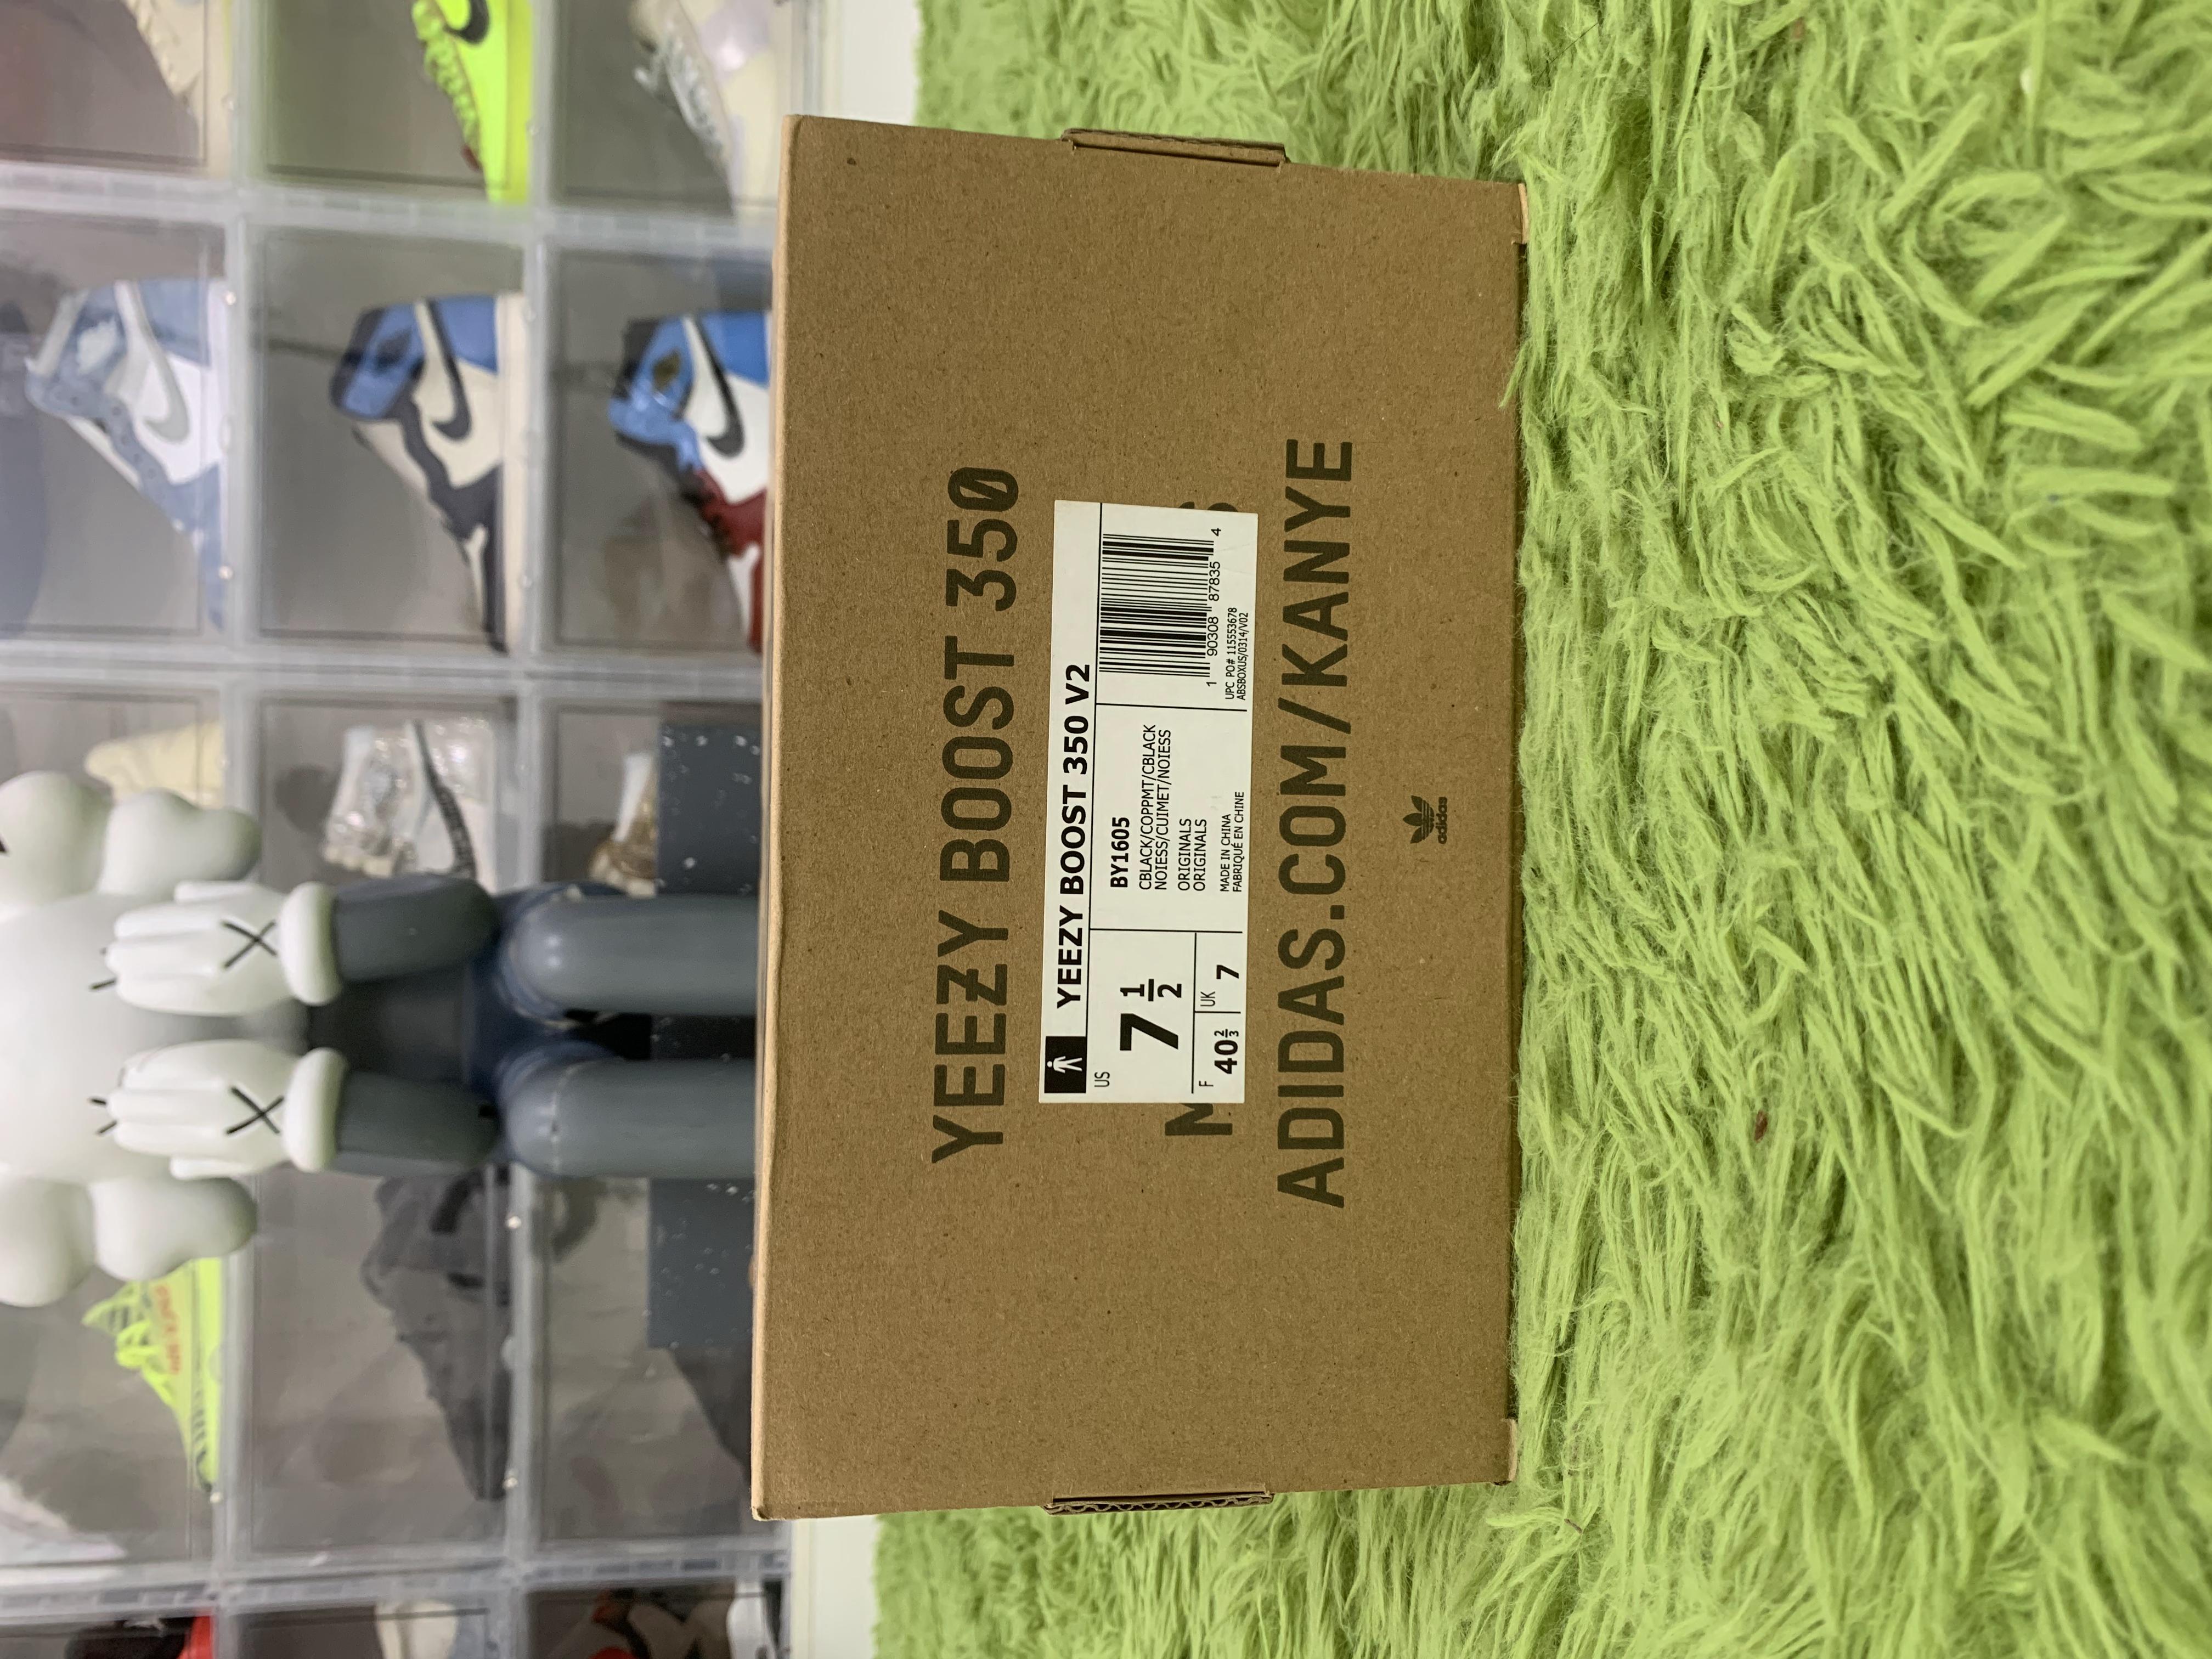 YEEZY BOOST 350
YEEZY BOOST 350 V2
US
7 1/2
F
40 2/3
UK
7
BY1605
CBLACK/COPPMT/CBLACK
NOIESS/CUIMET/NOIESS
ORIGINALS
ORIGINALS
MADE IN CHINA
FABRIQUÉ EN CHINE
1 90308 87835 4
UPC PO# 115553678
ABSBOXUS/0314/V02
ADIDAS.COM/KANYE
adidas